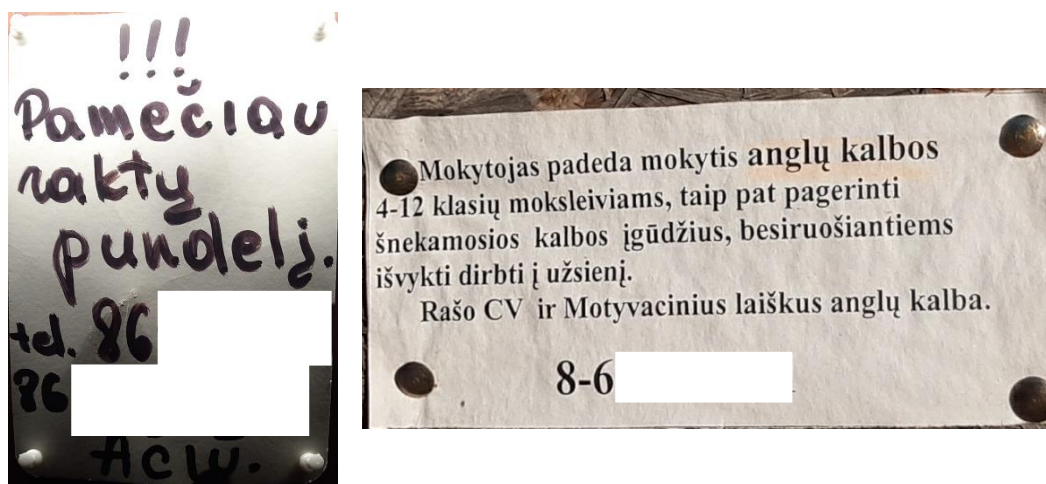 !!!
Pamečiau
raktų
pundelį.
tel. 86
86
Ačiū.
Mokytojas padeda mokytis anglų kalbos
4-12 klasių moksleiviams, taip pat pagerinti
šnekamosios kalbos įgūdžius, besiruošiantiems
išvykti dirbti į užsienį.
Rašo CV ir Motyvacinius laiškus anglų kalba.
8-6